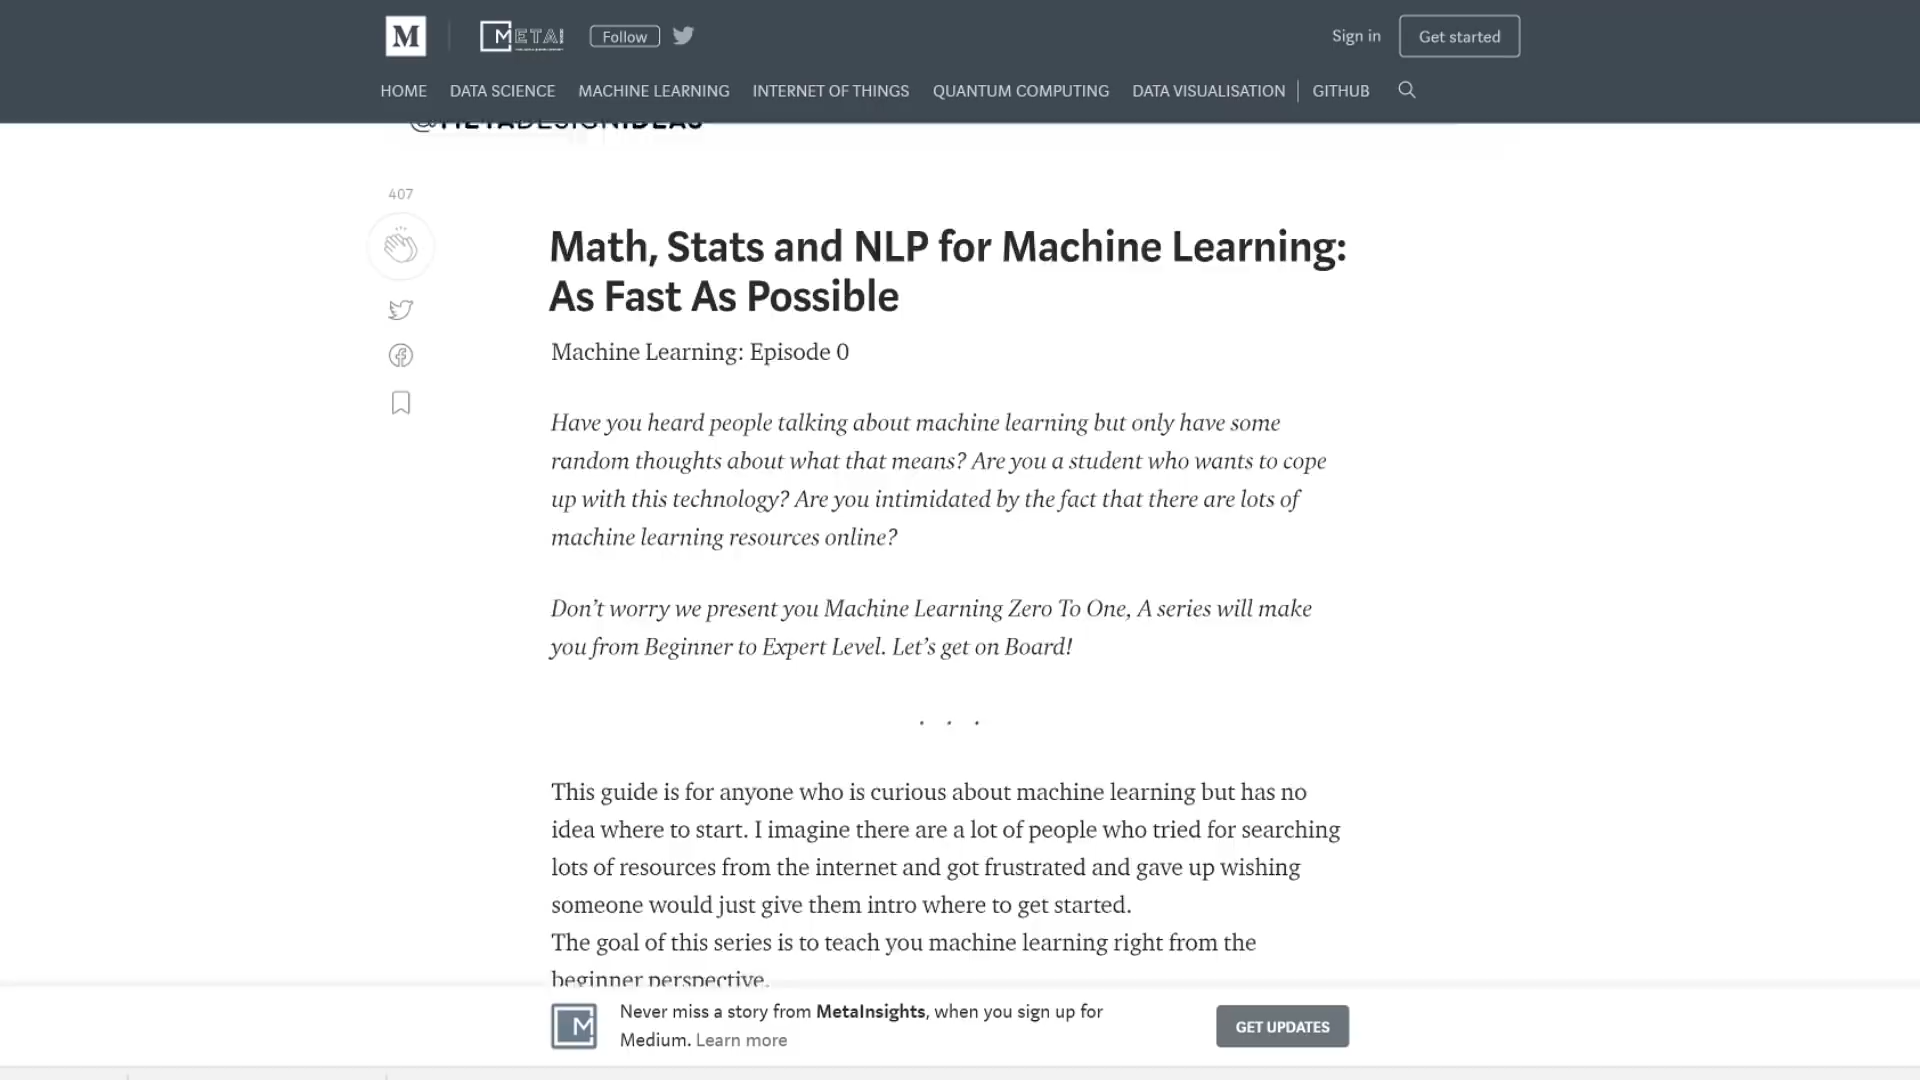 M
METAI
Follow
Sign in
Get started
HOME
DATA SCIENCE
MACHINE LEARNING
INTERNET OF THINGS
QUANTUM COMPUTING
DATA VISUALISATION
GITHUB
@METADESIGNIDEAS
407
Math, Stats and NLP for Machine Learning:
As Fast As Possible
Machine Learning: Episode 0
Have you heard people talking about machine learning but only have some
random thoughts about what that means? Are you a student who wants to cope
up with this technology? Are you intimidated by the fact that there are lots of
machine learning resources online?
Don’t worry we present you Machine Learning Zero To One, A series will make
you from Beginner to Expert Level. Let’s get on Board!
. . .
This guide is for anyone who is curious about machine learning but has no
idea where to start. I imagine there are a lot of people who tried for searching
lots of resources from the internet and got frustrated and gave up wishing
someone would just give them intro where to get started.
The goal of this series is to teach you machine learning right from the
beginner perspective.
M
Never miss a story from MetaInsights, when you sign up for
Medium. Learn more
GET UPDATES